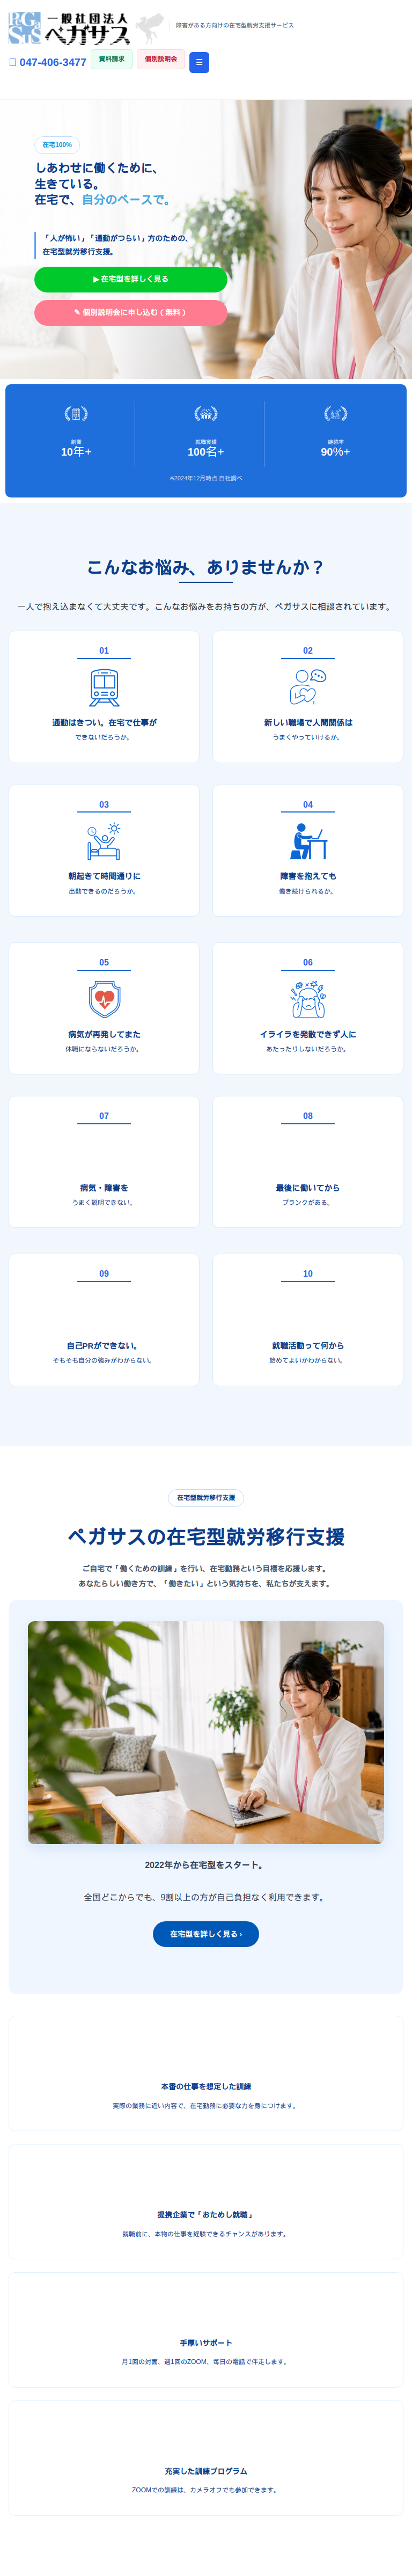 一般社団法人
ペガサス
障害がある方向けの在宅型就労支援サービス
047-406-3477
資料請求
個別説明会
☰
在宅100%
しあわせに働くために、
生きている。
在宅で、自分のペースで。
「人が怖い」「通勤がつらい」方のための、
在宅型就労移行支援。
▶ 在宅型を詳しく見る
✎ 個別説明会に申し込む（無料）
創業
10年+
就職実績
100名+
継続率
90%+
※2024年12月時点 自社調べ
こんなお悩み、ありませんか？
一人で抱え込まなくて大丈夫です。こんなお悩みをお持ちの方が、ペガサスに相談されています。
01
通勤はきつい。在宅で仕事が
できないだろうか。
02
新しい職場で人間関係は
うまくやっていけるか。
03
朝起きて時間通りに
出勤できるのだろうか。
04
障害を抱えても
働き続けられるか。
05
病気が再発してまた
休職にならないだろうか。
06
イライラを発散できず人に
あたったりしないだろうか。
07
病気・障害を
うまく説明できない。
08
最後に働いてから
ブランクがある。
09
自己PRができない。
そもそも自分の強みがわからない。
10
就職活動って何から
始めてよいかわからない。
在宅型就労移行支援
ペガサスの在宅型就労移行支援
ご自宅で「働くための訓練」を行い、在宅勤務という目標を応援します。
あなたらしい働き方で、「働きたい」という気持ちを、私たちが支えます。
2022年から在宅型をスタート。
全国どこからでも、9割以上の方が自己負担なく利用できます。
在宅型を詳しく見る ›
本番の仕事を想定した訓練
実際の業務に近い内容で、在宅勤務に必要な力を身につけます。
提携企業で「おためし就職」
就職前に、本物の仕事を経験できるチャンスがあります。
手厚いサポート
月1回の対面、週1回のZOOM、毎日の電話で伴走します。
充実した訓練プログラム
ZOOMでの訓練は、カメラオフでも参加できます。